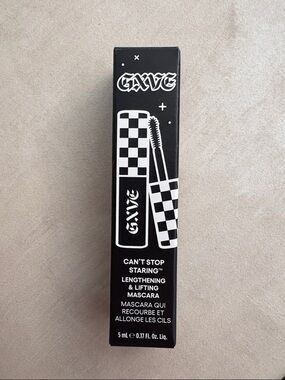 GXVE
GXVE
CAN'T STOP
STARING™
LENGTHENING
& LIFTING
MASCARA
MASCARA QUI
RECOURBE ET
ALLONGE LES CILS
5 mL ℮ 0.17 Fl. Oz. Liq.